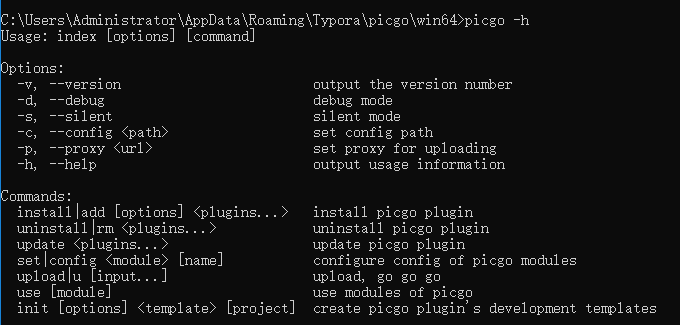 C:\Users\Administrator\AppData\Roaming\Typora\picgo\win64>picgo -h
Usage: index [options] [command]
Options:
-v, --version output the version number
-d, --debug debug mode
-s, --silent silent mode
-c, --config <path> set config path
-p, --proxy <url> set proxy for uploading
-h, --help output usage information
Commands:
install|add [options] <plugins...> install picgo plugin
uninstall|rm <plugins...> uninstall picgo plugin
update <plugins...> update picgo plugin
set|config <module> [name] configure config of picgo modules
upload|u [input...] upload, go go go
use [module] use modules of picgo
init [options] <template> [project] create picgo plugin's development templates